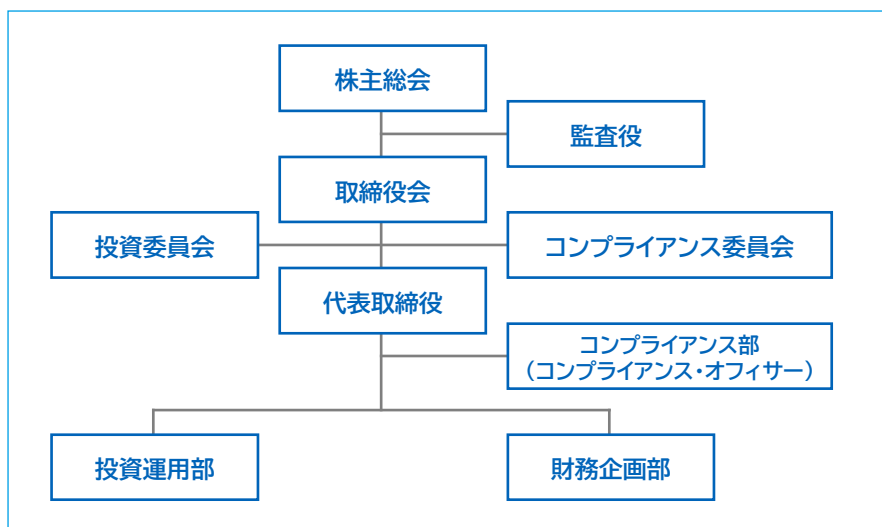 株主総会
監査役
取締役会
投資委員会
コンプライアンス委員会
代表取締役
コンプライアンス部
（コンプライアンス・オフィサー）
投資運用部
財務企画部